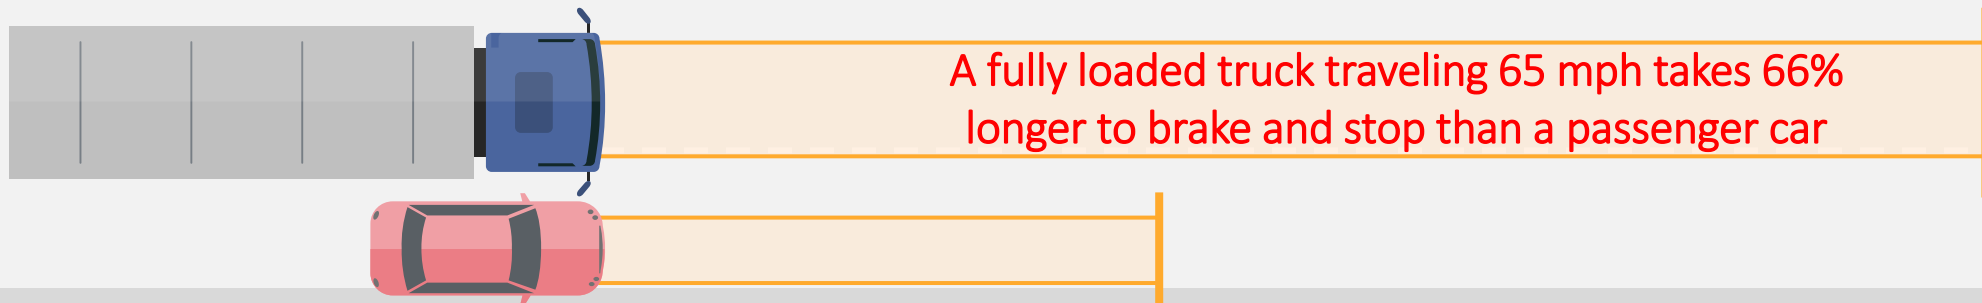 A fully loaded truck traveling 65 mph takes 66%
longer to brake and stop than a passenger car